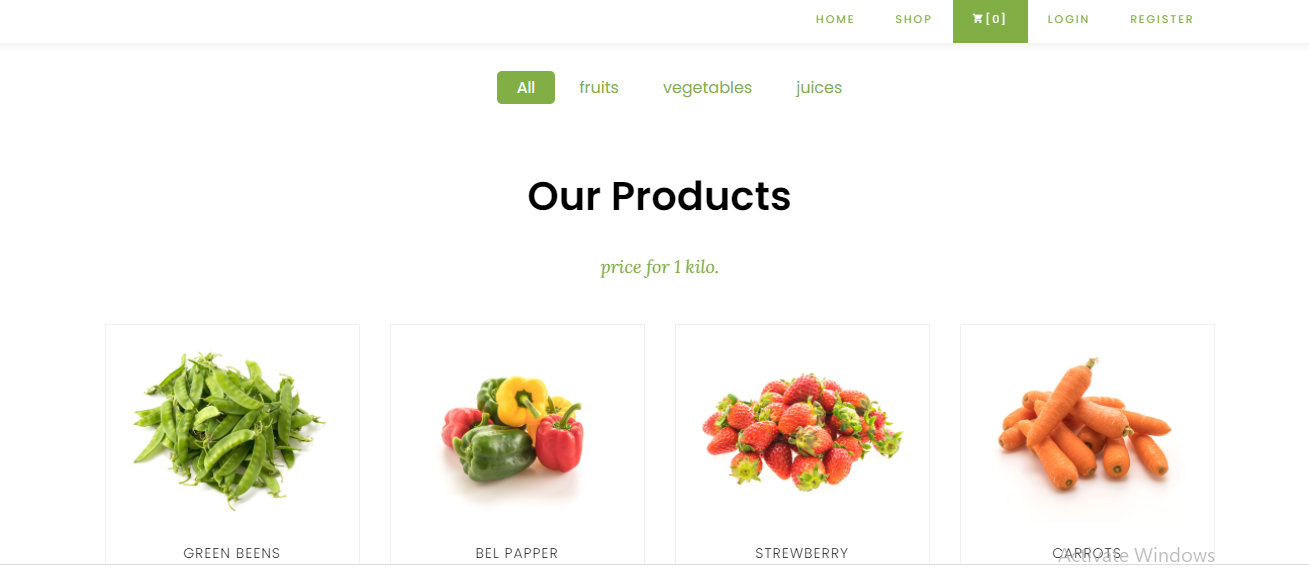 HOME SHOP [0] LOGIN REGISTER
All fruits vegetables juices
Our Products
price for 1 kilo.
GREEN BEENS BEL PAPPER STREWBERRY CARROTS
Activate Windows